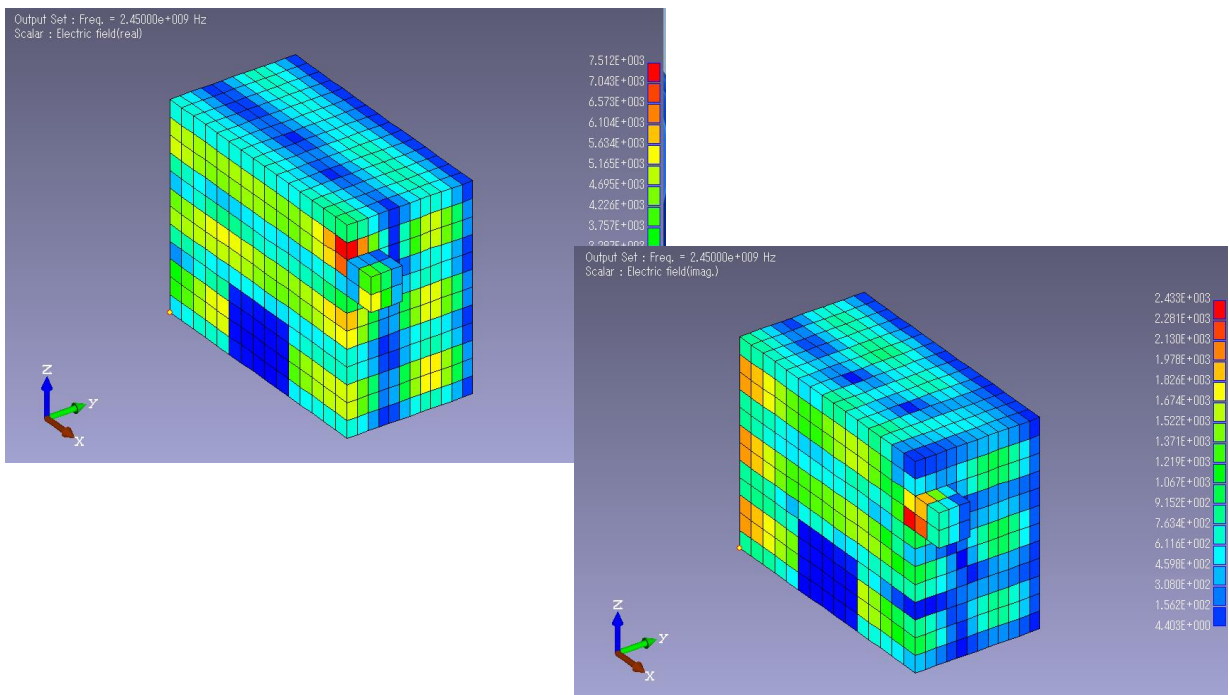 Output Set : Freq. = 2.45000e+009 Hz
Scalar : Electric field(real)
7.512E+003
7.043E+003
6.573E+003
6.104E+003
5.634E+003
5.165E+003
4.695E+003
4.226E+003
3.757E+003
3.287E+003
Z
Y
X
Output Set : Freq. = 2.45000e+009 Hz
Scalar : Electric field(imag.)
2.433E+003
2.281E+003
2.130E+003
1.978E+003
1.826E+003
1.674E+003
1.522E+003
1.371E+003
1.219E+003
1.067E+003
9.152E+002
7.634E+002
6.116E+002
4.598E+002
3.080E+002
1.562E+002
4.403E+000
Z
Y
X